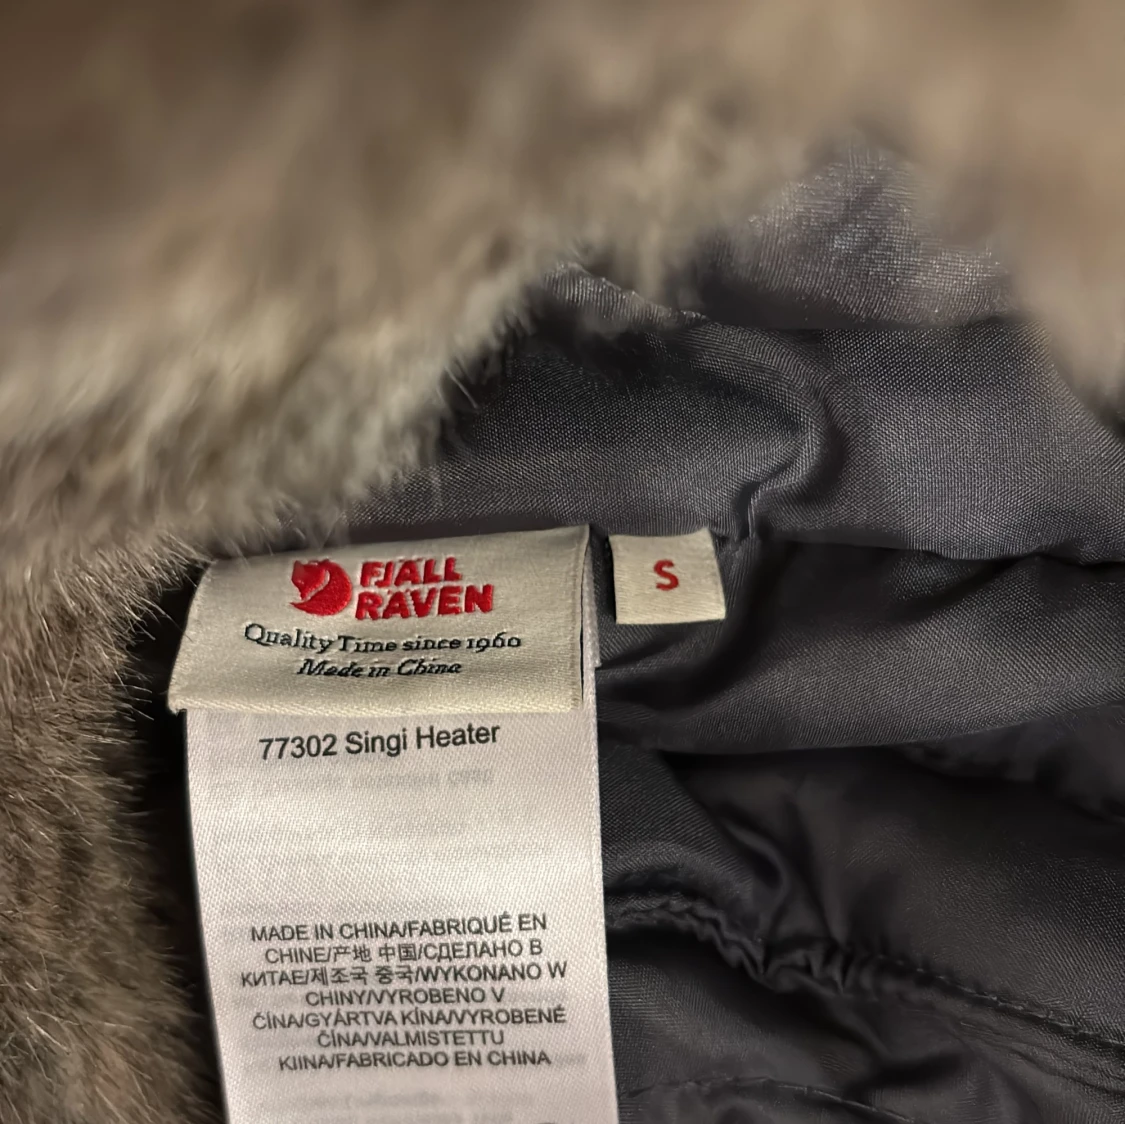 FJÄLL
RÄVEN
Quality Time since 1960
Made in China
S
77302 Singi Heater
MADE IN CHINA/FABRIQUÉ EN
CHINE/产地 中国/СДЕЛАНО В
КИТАЕ/제조국 중국/WYKONANO W
CHINY/VYROBENO V
ČÍNA/GYÁRTVA KÍNA/VYROBENÉ
ČÍNA/VALMISTETTU
KIINA/FABRICADO EN CHINA